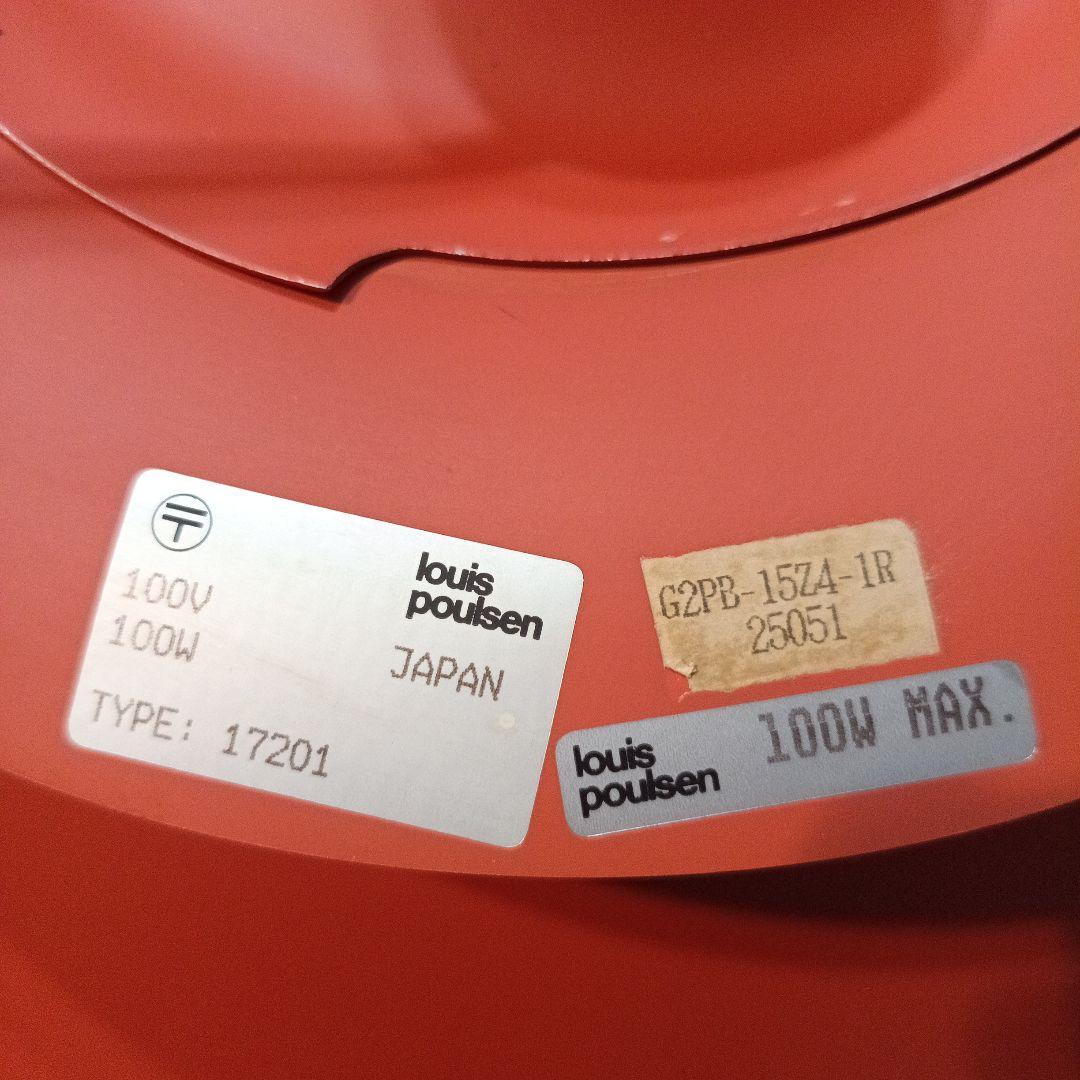 〒
100V
100W
TYPE: 17201
louis
poulsen
JAPAN
G2PB-15Z4-1R
25051
louis
poulsen
100W MAX.